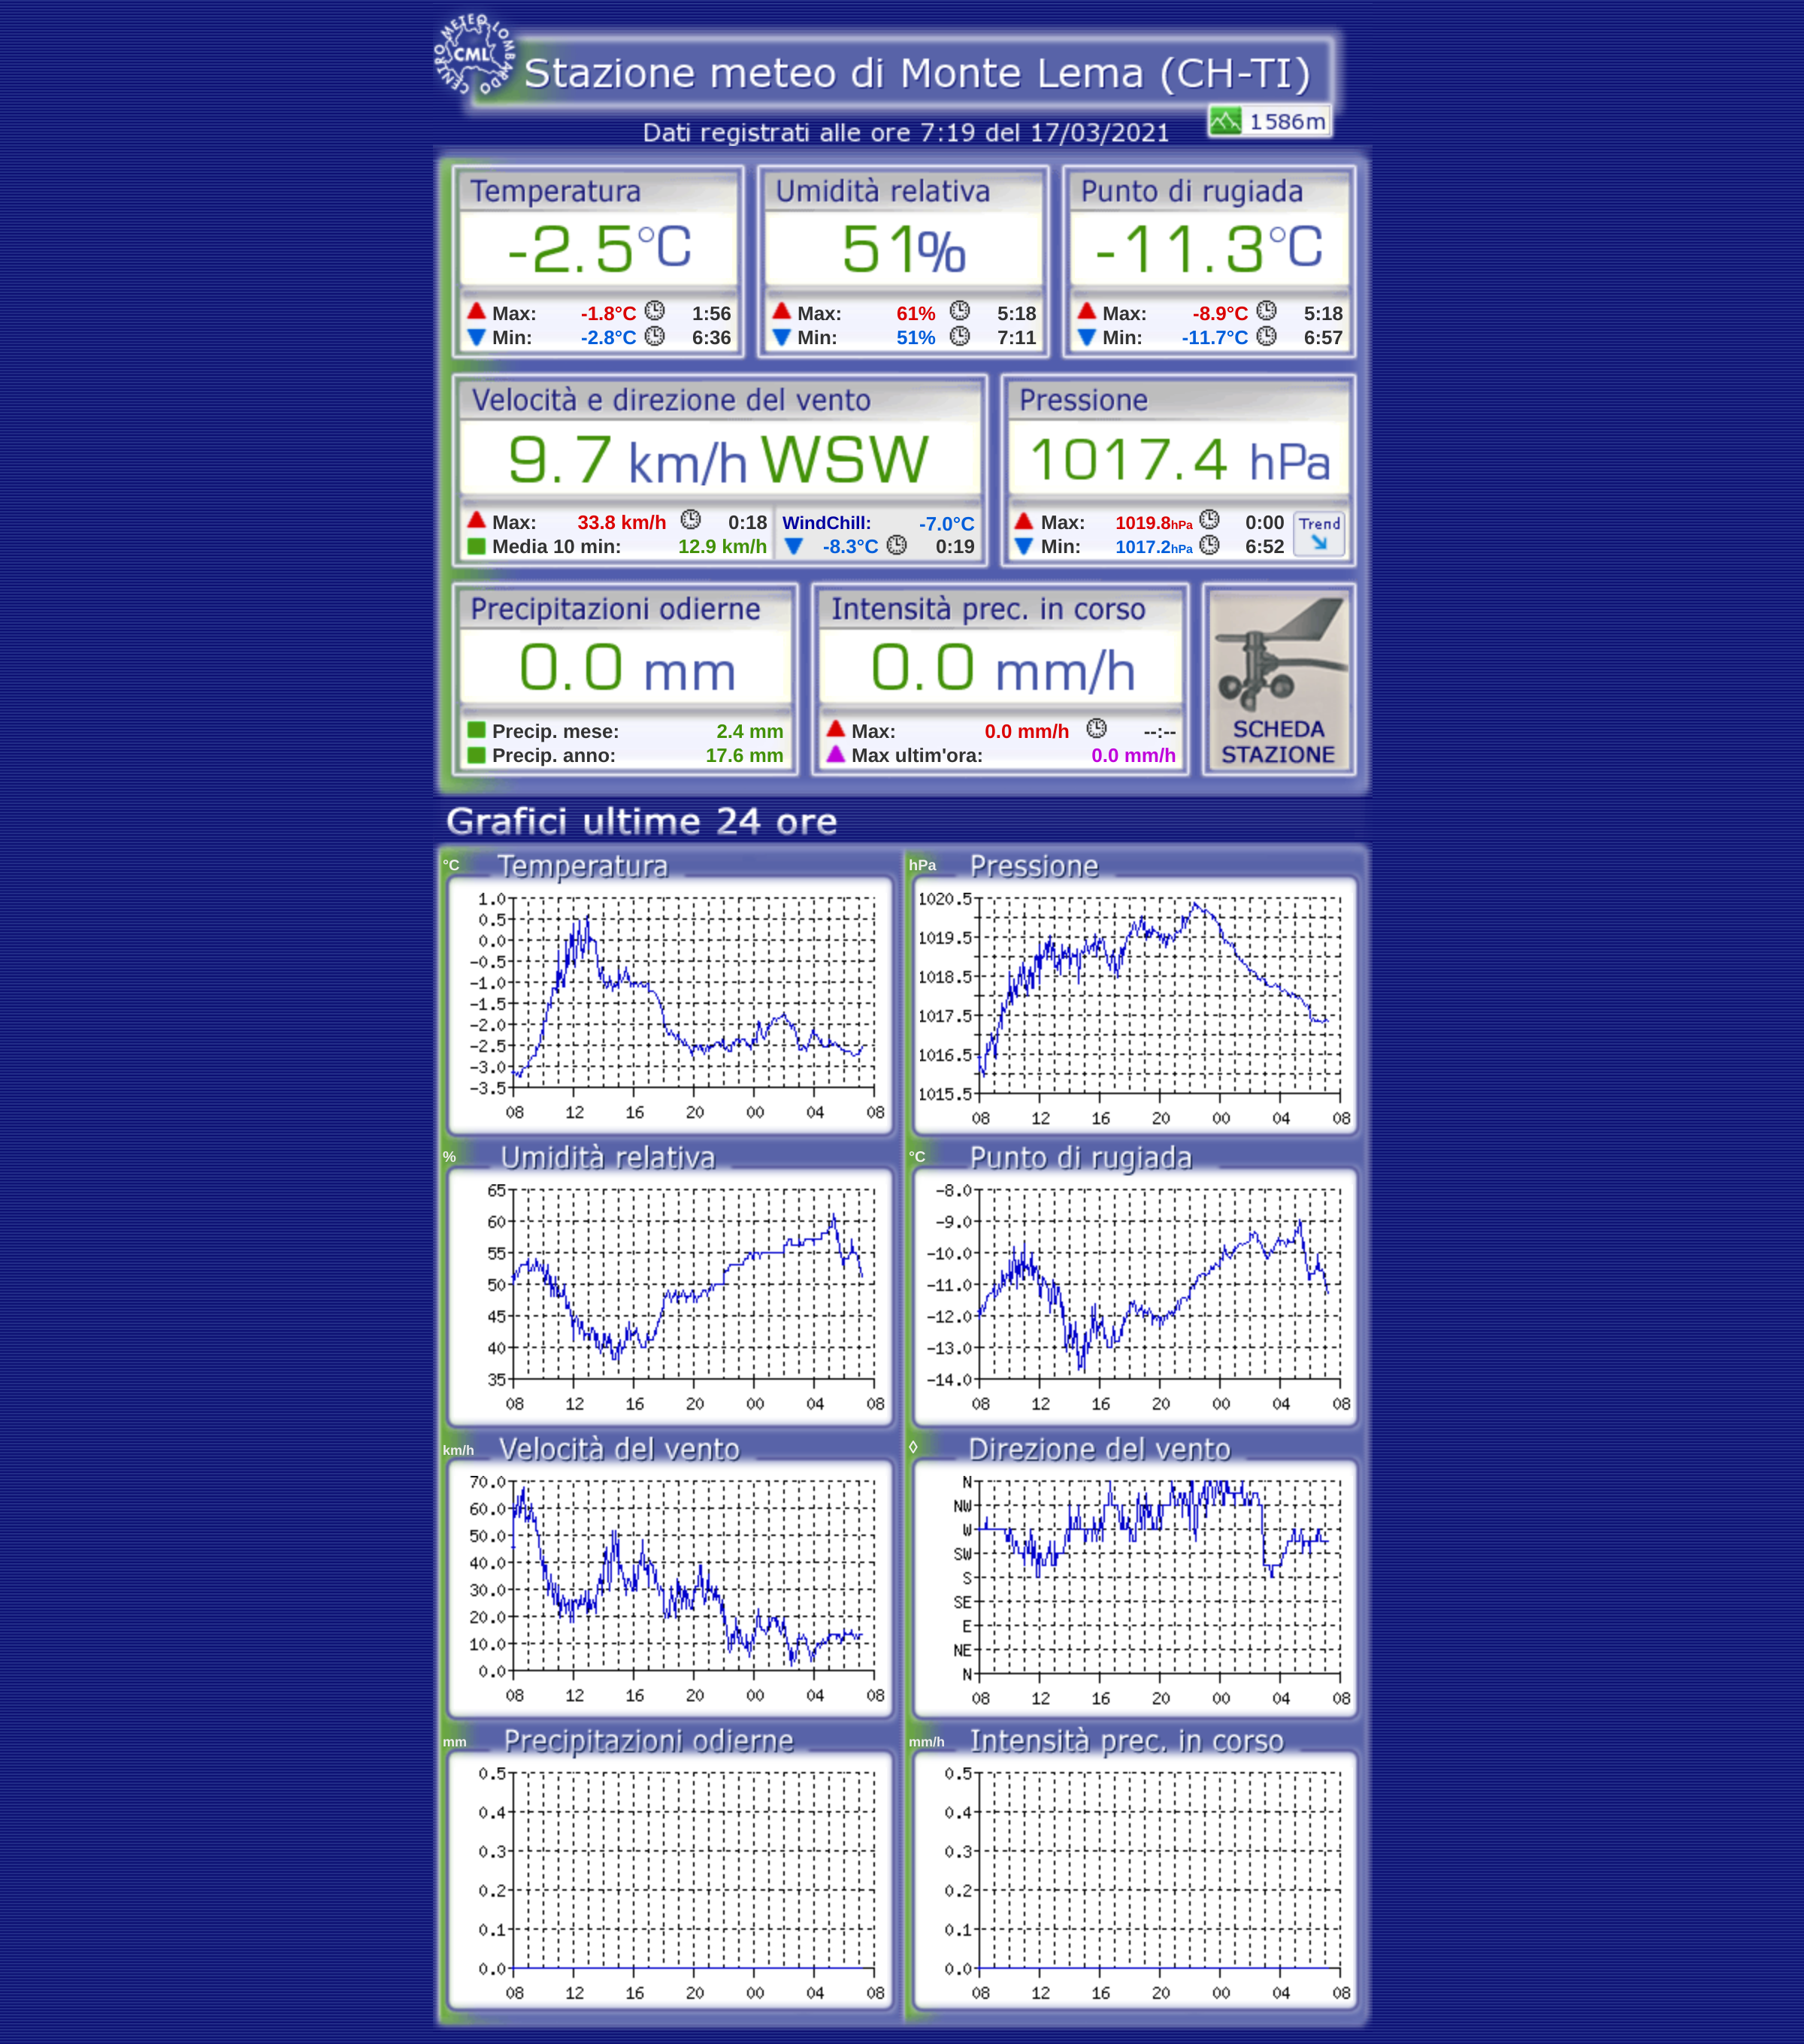 CENTRO METEO LOMBARDO
CML
Stazione meteo di Monte Lema (CH-TI)
1586m
Dati registrati alle ore 7:19 del 17/03/2021
Temperatura
-2.5°C
Max: -1.8°C 1:56
Min: -2.8°C 6:36
Umidità relativa
51%
Max: 61% 5:18
Min: 51% 7:11
Punto di rugiada
-11.3°C
Max: -8.9°C 5:18
Min: -11.7°C 6:57
Velocità e direzione del vento
9.7 km/h WSW
Max: 33.8 km/h 0:18
Media 10 min: 12.9 km/h
WindChill: -7.0°C
-8.3°C 0:19
Pressione
1017.4 hPa
Max: 1019.8hPa 0:00
Min: 1017.2hPa 6:52
Trend
Precipitazioni odierne
0.0 mm
Precip. mese: 2.4 mm
Precip. anno: 17.6 mm
Intensità prec. in corso
0.0 mm/h
Max: 0.0 mm/h --:--
Max ultim'ora: 0.0 mm/h
SCHEDA
STAZIONE
Grafici ultime 24 ore
°C Temperatura
1.0
0.5
0.0
-0.5
-1.0
-1.5
-2.0
-2.5
-3.0
-3.5
08 12 16 20 00 04 08
hPa Pressione
1020.5
1019.5
1018.5
1017.5
1016.5
1015.5
08 12 16 20 00 04 08
% Umidità relativa
65
60
55
50
45
40
35
08 12 16 20 00 04 08
°C Punto di rugiada
-8.0
-9.0
-10.0
-11.0
-12.0
-13.0
-14.0
08 12 16 20 00 04 08
km/h Velocità del vento
70.0
60.0
50.0
40.0
30.0
20.0
10.0
0.0
08 12 16 20 00 04 08
◊ Direzione del vento
N
NW
W
SW
S
SE
E
NE
N
08 12 16 20 00 04 08
mm Precipitazioni odierne
0.5
0.4
0.3
0.2
0.1
0.0
08 12 16 20 00 04 08
mm/h Intensità prec. in corso
0.5
0.4
0.3
0.2
0.1
0.0
08 12 16 20 00 04 08